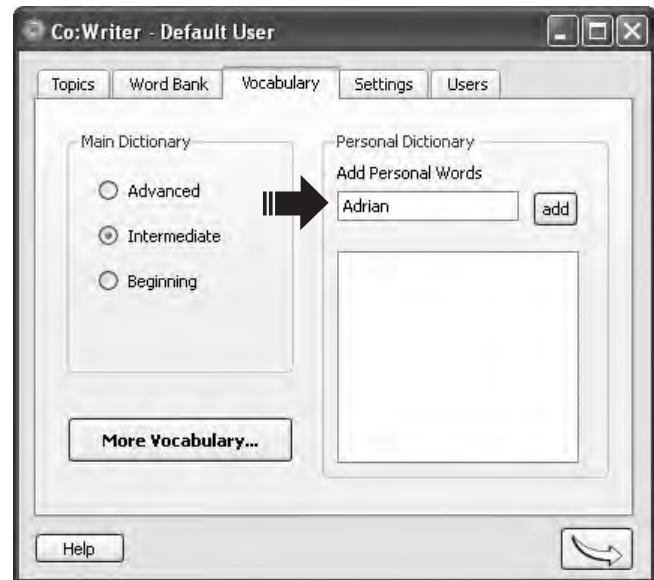 Co:Writer - Default User
Topics Word Bank Vocabulary Settings Users
Main Dictionary
Advanced
Intermediate
Beginning
More Vocabulary...
Personal Dictionary
Add Personal Words
Adrian add
Help